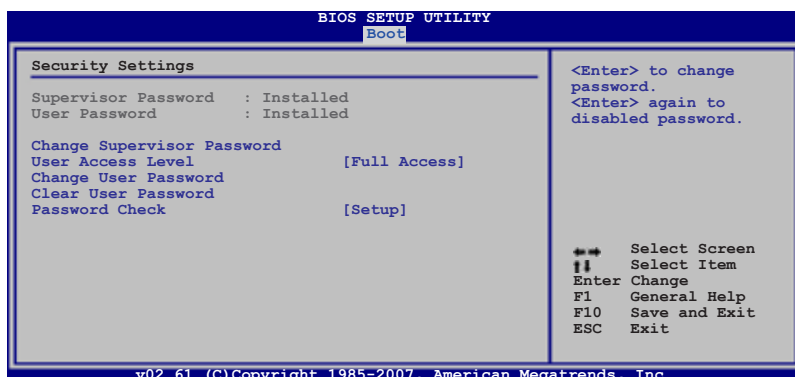 BIOS SETUP UTILITY
Boot
Security Settings
Supervisor Password : Installed
User Password : Installed
Change Supervisor Password
User Access Level [Full Access]
Change User Password
Clear User Password
Password Check [Setup]
<Enter> to change
password.
<Enter> again to
disabled password.
Select Screen
Select Item
Enter Change
F1 General Help
F10 Save and Exit
ESC Exit
v02.61 (C)Copyright 1985-2007, American Megatrends, Inc.